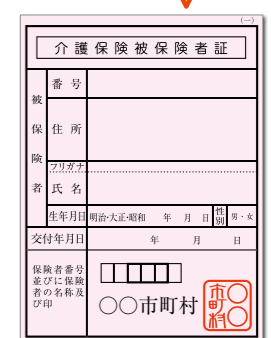 (一)
介護保険被保険者証
被保険者
番号
住所
フリガナ
氏名
生年月日 明治・大正・昭和 年 月 日 性別 男・女
交付年月日 年 月 日
保険者番号
並びに保険
者の名称及
び印
〇〇市町村
〇〇
市町村